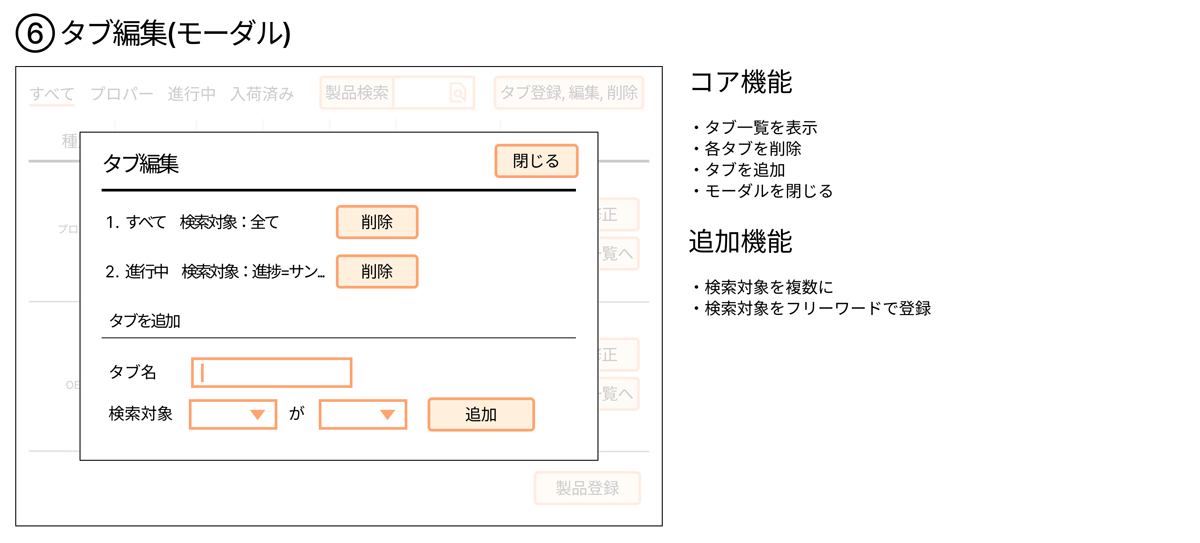 ⑥ タブ編集(モーダル)
すべて プロパー 進行中 入荷済み 製品検索 タブ登録, 編集, 削除
種
タブ編集 閉じる
1. すべて 検索対象：全て 削除
2. 進行中 検索対象：進捗=サン... 削除
タブを追加
タブ名
検索対象 が 追加
プロ
正
覧へ
OE
正
覧へ
製品登録
コア機能
・タブ一覧を表示
・各タブを削除
・タブを追加
・モーダルを閉じる
追加機能
・検索対象を複数に
・検索対象をフリーワードで登録